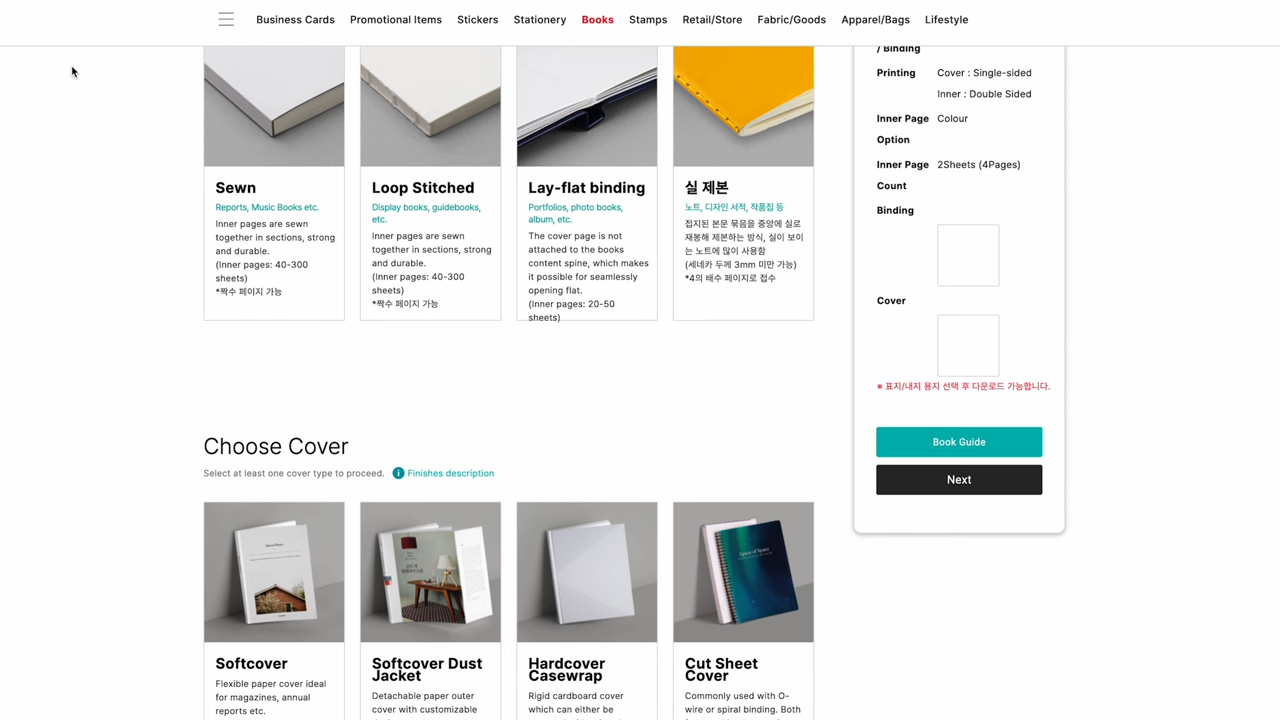 Business Cards
Promotional Items
Stickers
Stationery
Books
Stamps
Retail/Store
Fabric/Goods
Apparel/Bags
Lifestyle
Sewn
Reports, Music Books etc.
Inner pages are sewn
together in sections, strong
and durable.
(Inner pages: 40-300
sheets)
*짝수 페이지 가능
Loop Stitched
Display books, guidebooks,
etc.
Inner pages are sewn
together in sections, strong
and durable.
(Inner pages: 40-300
sheets)
*짝수 페이지 가능
Lay-flat binding
Portfolios, photo books,
album, etc.
The cover page is not
attached to the books
content spine, which makes
it possible for seamlessly
opening flat.
(Inner pages: 20-50
sheets)
실 제본
노트, 디자인 서적, 작품집 등
접지된 본문 묶음을 중앙에 실로
재봉해 제본하는 방식, 실이 보이
는 노트에 많이 사용함
(세네카 두께 3mm 미만 가능)
*4의 배수 페이지로 접수
/ Binding
Printing Cover : Single-sided
Inner : Double Sided
Inner Page Colour
Option
Inner Page 2Sheets (4Pages)
Count
Binding
Cover
※ 표지/내지 용지 선택 후 다운로드 가능합니다.
Book Guide
Next
Choose Cover
Select at least one cover type to proceed. i Finishes description
Softcover
Flexible paper cover ideal
for magazines, annual
reports etc.
Softcover Dust
Jacket
Detachable paper outer
cover with customizable
Hardcover
Casewrap
Rigid cardboard cover
which can either be
Cut Sheet
Cover
Commonly used with O-
wire or spiral binding. Both